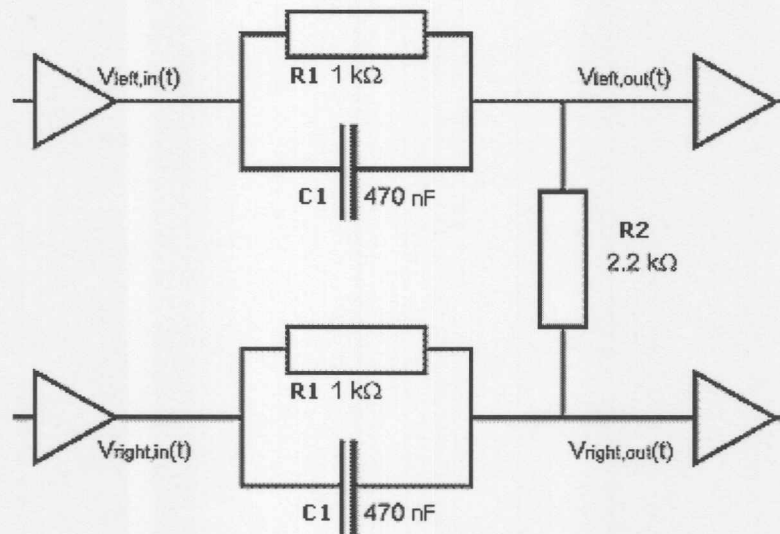 Vleft,in(t)
R1 1 kΩ
Vleft,out(t)
C1 470 nF
R2
2.2 kΩ
R1 1 kΩ
Vright,in(t)
Vright,out(t)
C1 470 nF